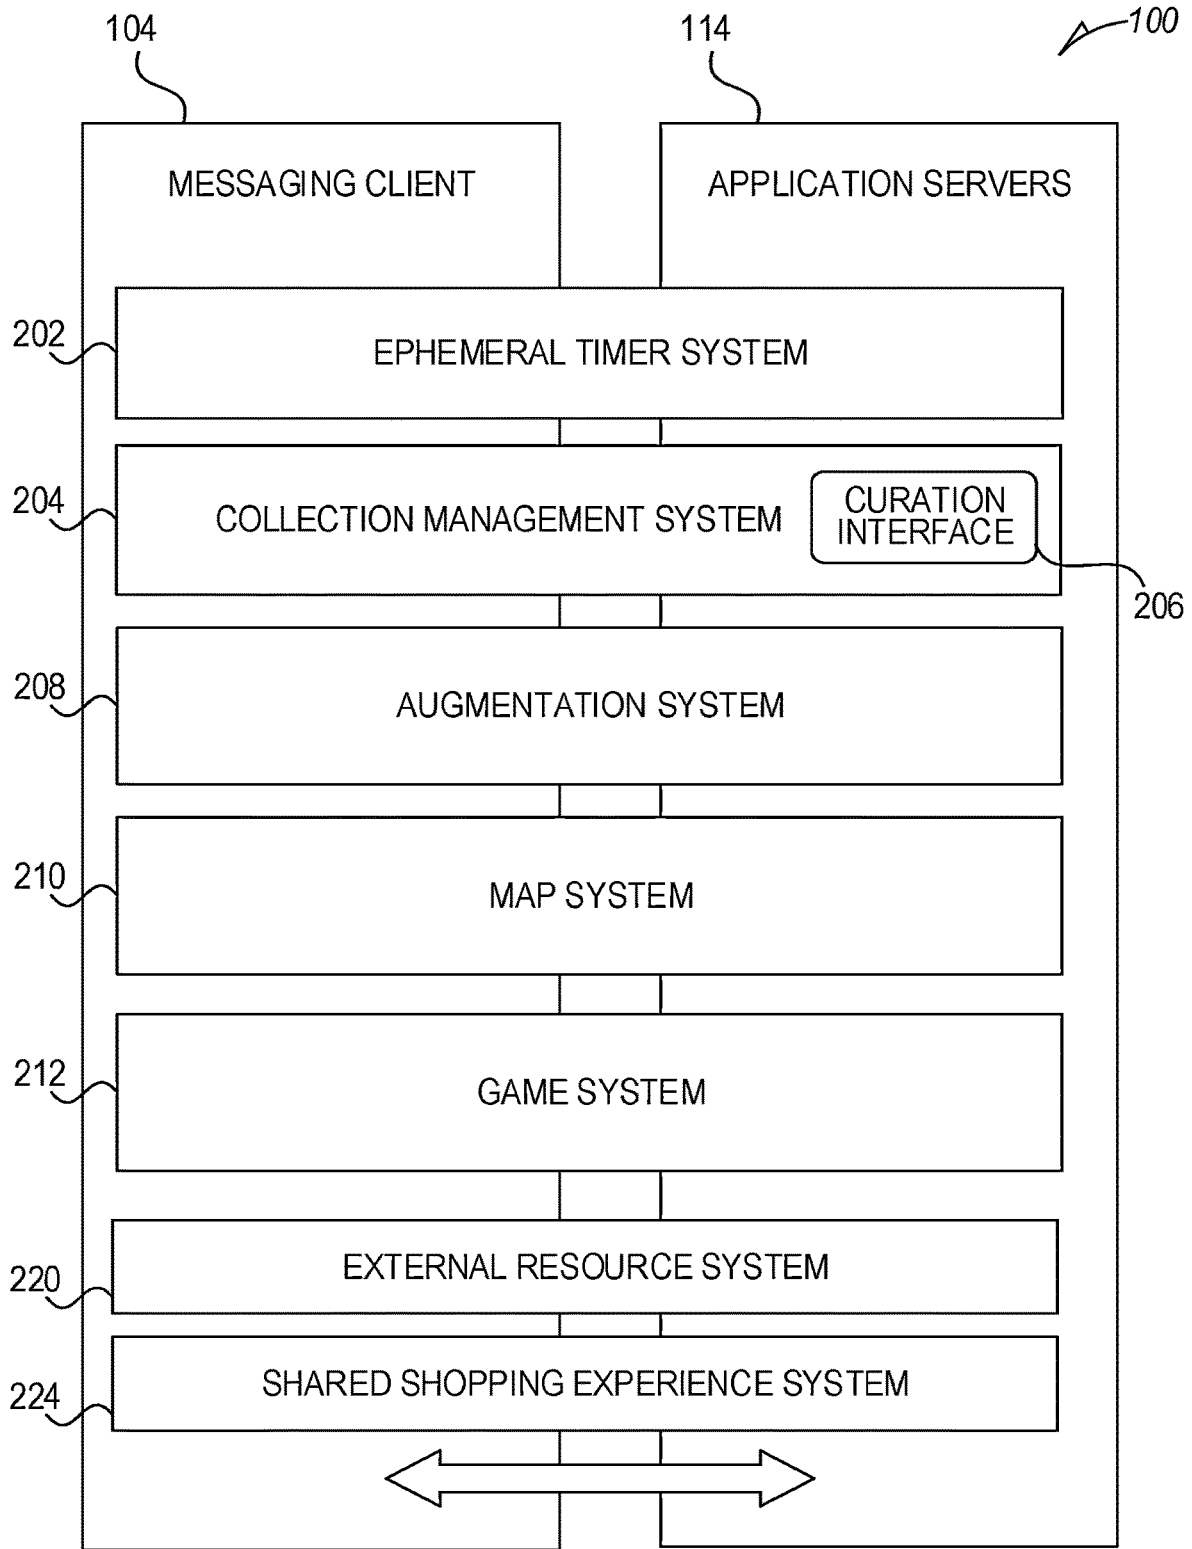 104
114
100
MESSAGING CLIENT
APPLICATION SERVERS
202
EPHEMERAL TIMER SYSTEM
204
COLLECTION MANAGEMENT SYSTEM
CURATION
INTERFACE
206
208
AUGMENTATION SYSTEM
210
MAP SYSTEM
212
GAME SYSTEM
220
EXTERNAL RESOURCE SYSTEM
224
SHARED SHOPPING EXPERIENCE SYSTEM